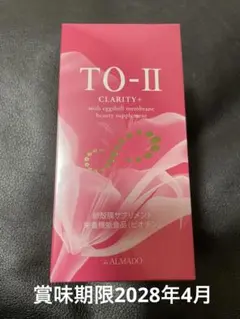 TO-II
CLARITY+
with eggshell membrane
beauty supplement
卵殻膜サプリメント
栄養機能食品(ビオチン)
ALMADO
賞味期限2028年4月